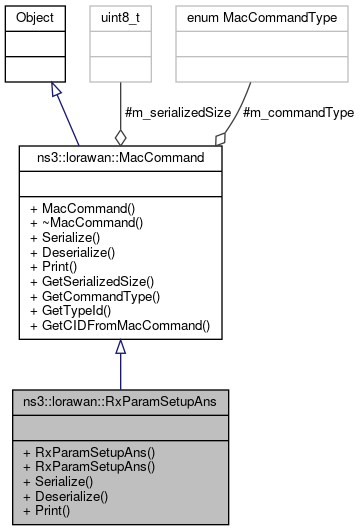 Object
uint8_t
enum MacCommandType
#m_serializedSize
#m_commandType
ns3::lorawan::MacCommand
+ MacCommand()
+ ~MacCommand()
+ Serialize()
+ Deserialize()
+ Print()
+ GetSerializedSize()
+ GetCommandType()
+ GetTypeId()
+ GetCIDFromMacCommand()
ns3::lorawan::RxParamSetupAns
+ RxParamSetupAns()
+ RxParamSetupAns()
+ Serialize()
+ Deserialize()
+ Print()